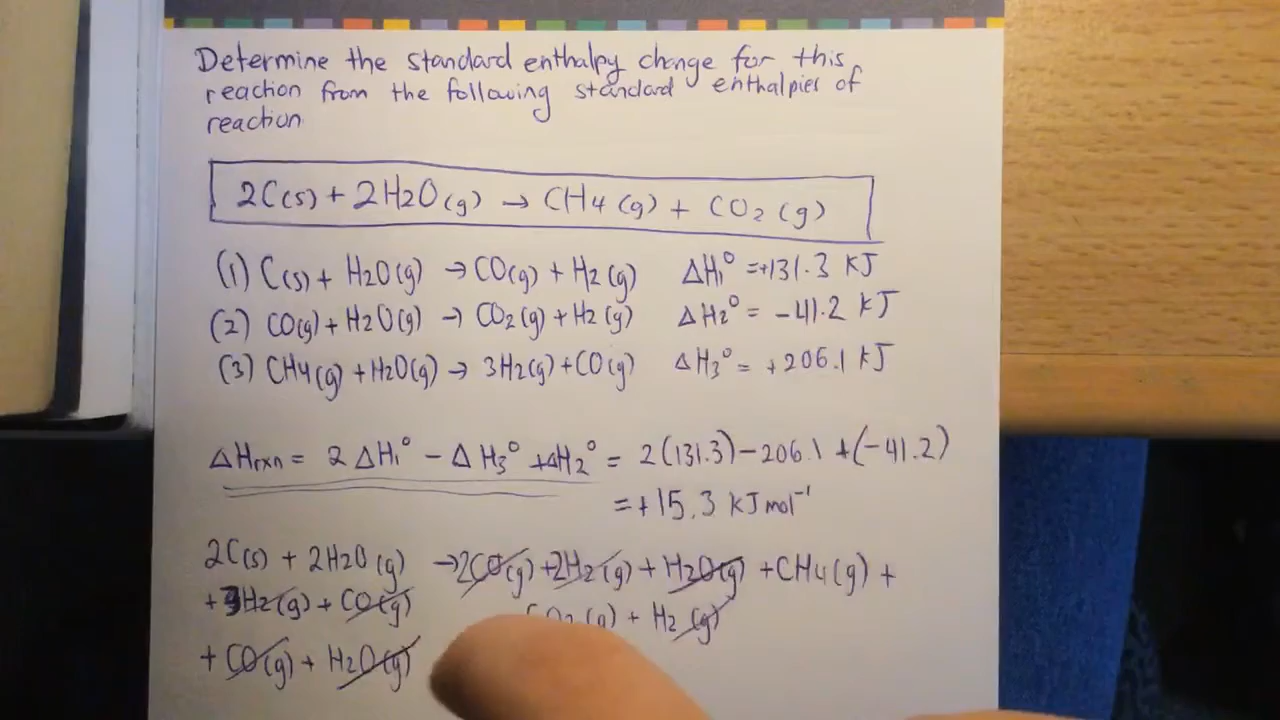 Determine the standard enthalpy change for this
reaction from the following standard enthalpies of
reaction
2C(s) + 2H2O(g) → CH4(g) + CO2(g)
(1) C(s) + H2O(g) → CO(g) + H2(g) ΔH1° = +131.3 KJ
(2) CO(g) + H2O(g) → CO2(g) + H2(g) ΔH2° = -41.2 KJ
(3) CH4(g) + H2O(g) → 3H2(g) + CO(g) ΔH3° = +206.1 KJ
ΔHrxn = 2ΔH1° - ΔH3° + ΔH2° = 2(131.3) - 206.1 + (-41.2)
= +15.3 KJmol⁻¹
2C(s) + 2H2O(g) → 2CO(g) + 2H2(g) + H2O(g) + CH4(g) +
+ 3H2(g) + CO(g) CO2(g) + H2(g)
+ CO(g) + H2O(g)